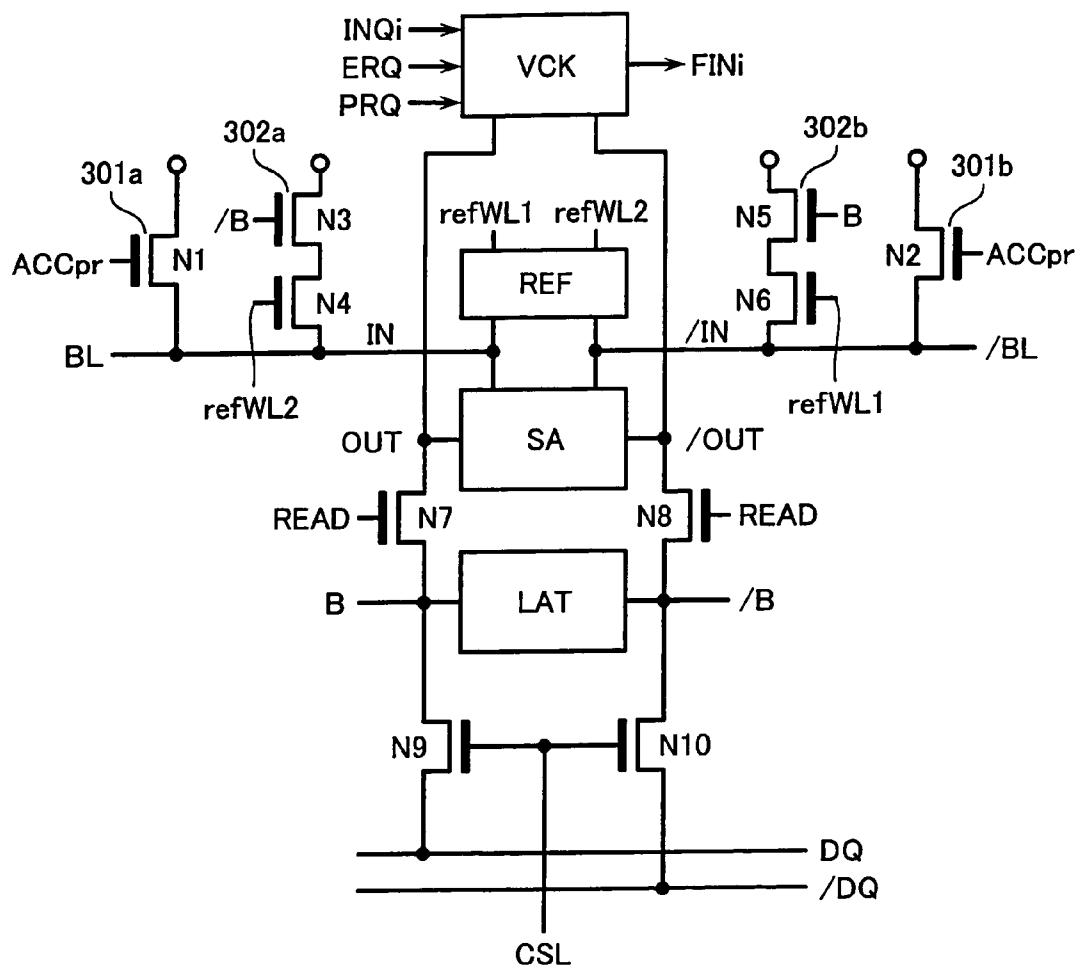 INQi
ERQ
PRQ
VCK
FINi
302a
302b
301a
301b
/B
N3
refWL1
refWL2
N5
B
ACCpr
N1
N2
ACCpr
REF
N4
N6
BL
IN
/IN
/BL
refWL2
refWL1
OUT
SA
/OUT
READ
N7
N8
READ
B
LAT
/B
N9
N10
DQ
/DQ
CSL